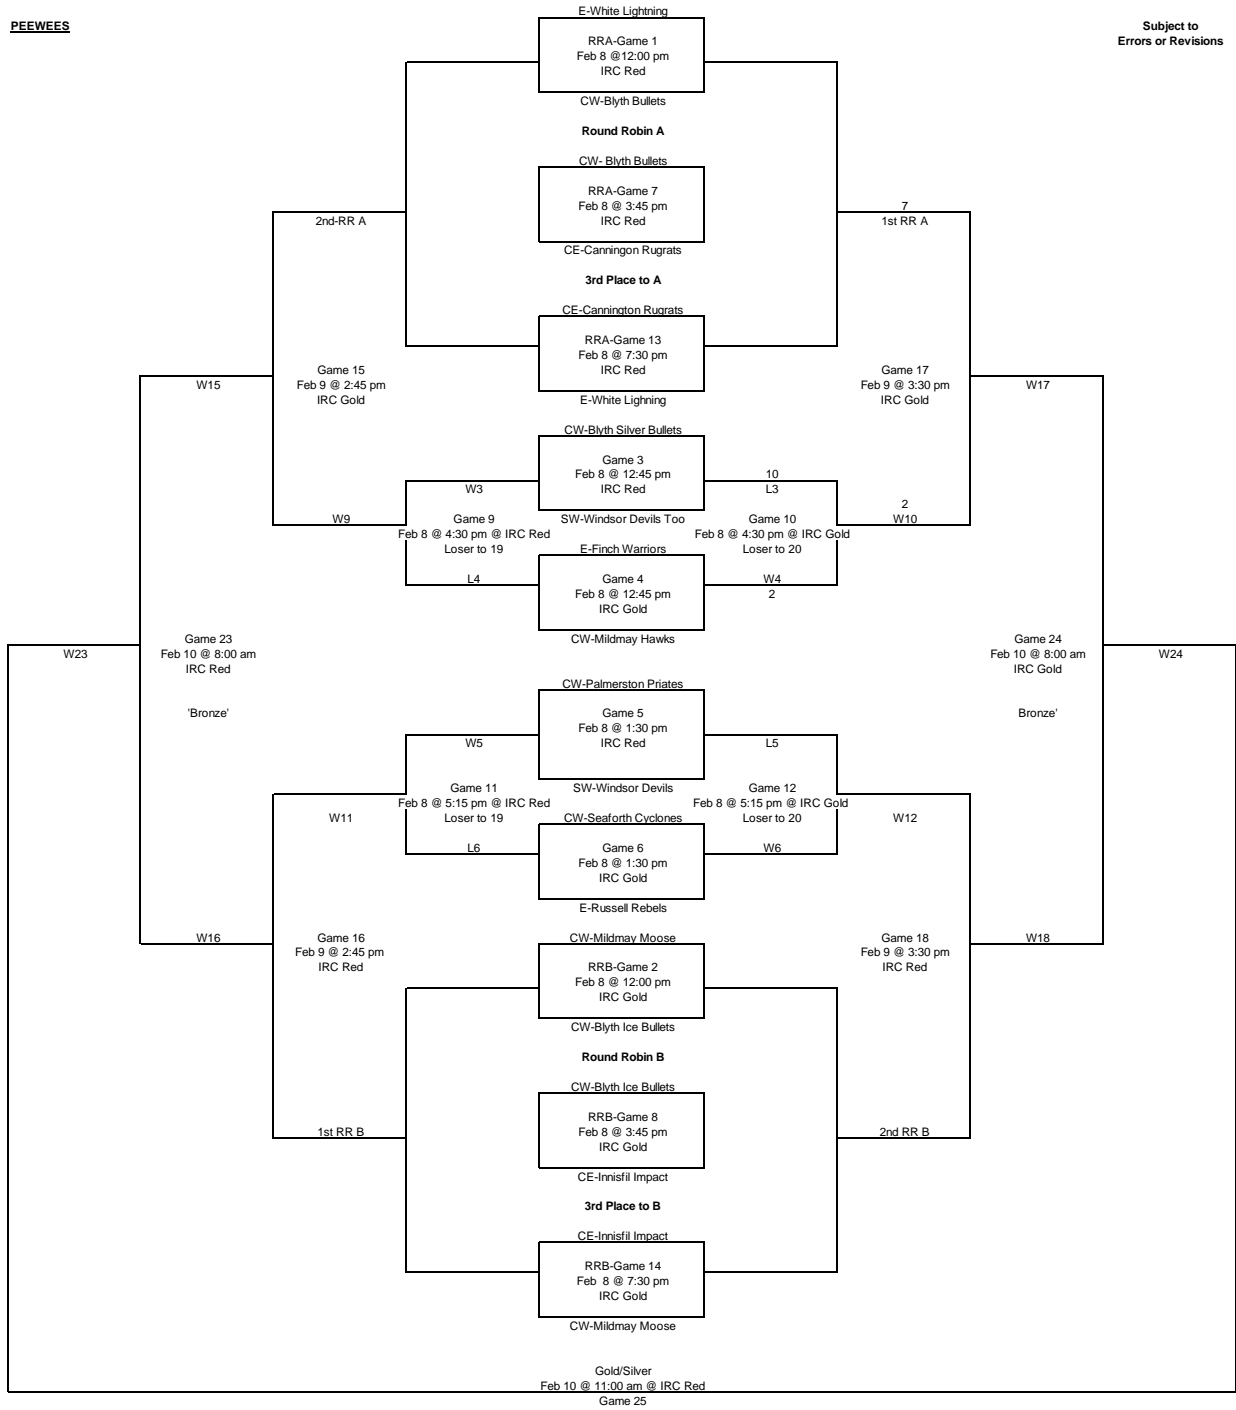 E-White Lightning
PEEWEES
Subject to
Errors or Revisions
RRA-Game 1
Feb 8 @12:00 pm
IRC Red
CW-Blyth Bullets
Round Robin A
CW- Blyth Bullets
RRA-Game 7
Feb 8 @ 3:45 pm
IRC Red
2nd-RR A
7
1st RR A
CE-Canningon Rugrats
3rd Place to A
CE-Cannington Rugrats
RRA-Game 13
Feb 8 @ 7:30 pm
IRC Red
E-White Lighning
Game 15
Feb 9 @ 2:45 pm
IRC Gold
W15
Game 17
Feb 9 @ 3:30 pm
IRC Gold
W17
CW-Blyth Silver Bullets
Game 3
Feb 8 @ 12:45 pm
IRC Red
W3
10
L3
SW-Windsor Devils Too
W9
Game 9
Feb 8 @ 4:30 pm @ IRC Red
Loser to 19
Game 10
Feb 8 @ 4:30 pm @ IRC Gold
Loser to 20
2
W10
E-Finch Warriors
L4
Game 4
Feb 8 @ 12:45 pm
IRC Gold
W4
2
CW-Mildmay Hawks
W23
Game 23
Feb 10 @ 8:00 am
IRC Red
'Bronze'
Game 24
Feb 10 @ 8:00 am
IRC Gold
Bronze'
W24
CW-Palmerston Priates
Game 5
Feb 8 @ 1:30 pm
IRC Red
W5
L5
SW-Windsor Devils
W11
Game 11
Feb 8 @ 5:15 pm @ IRC Red
Loser to 19
Game 12
Feb 8 @ 5:15 pm @ IRC Gold
Loser to 20
W12
CW-Seaforth Cyclones
L6
Game 6
Feb 8 @ 1:30 pm
IRC Gold
W6
E-Russell Rebels
W16
Game 16
Feb 9 @ 2:45 pm
IRC Red
Game 18
Feb 9 @ 3:30 pm
IRC Red
W18
CW-Mildmay Moose
RRB-Game 2
Feb 8 @ 12:00 pm
IRC Gold
CW-Blyth Ice Bullets
Round Robin B
CW-Blyth Ice Bullets
RRB-Game 8
Feb 8 @ 3:45 pm
IRC Gold
1st RR B
2nd RR B
CE-Innisfil Impact
3rd Place to B
CE-Innisfil Impact
RRB-Game 14
Feb  8 @ 7:30 pm
IRC Gold
CW-Mildmay Moose
Gold/Silver
Feb 10 @ 11:00 am @ IRC Red
Game 25